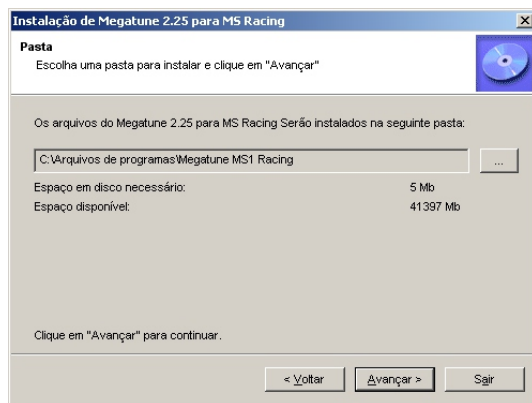 Instalação de Megatune 2.25 para MS Racing
Pasta
Escolha uma pasta para instalar e clique em "Avançar"
Os arquivos do Megatune 2.25 para MS Racing Serão instalados na seguinte pasta:
C:\Arquivos de programas\Megatune MS1 Racing
...
Espaço em disco necessário: 5 Mb
Espaço disponível: 41397 Mb
Clique em "Avançar" para continuar.
< Voltar Avançar > Sair